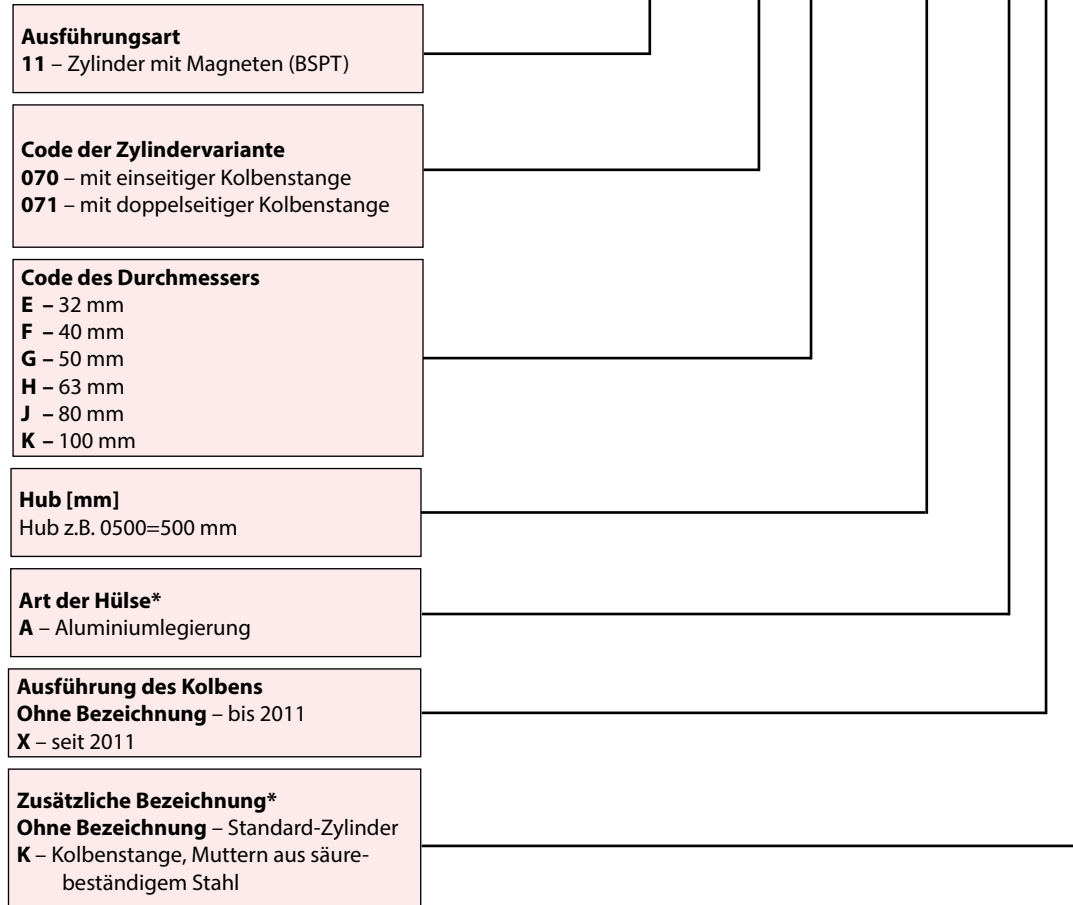 Ausführungsart
11 – Zylinder mit Magneten (BSPT)
Code der Zylindervariante
070 – mit einseitiger Kolbenstange
071 – mit doppelseitiger Kolbenstange
Code des Durchmessers
E – 32 mm
F – 40 mm
G – 50 mm
H – 63 mm
J – 80 mm
K – 100 mm
Hub [mm]
Hub z.B. 0500=500 mm
Art der Hülse*
A – Aluminiumlegierung
Ausführung des Kolbens
Ohne Bezeichnung – bis 2011
X – seit 2011
Zusätzliche Bezeichnung*
Ohne Bezeichnung – Standard-Zylinder
K – Kolbenstange, Muttern aus säure-
beständigem Stahl